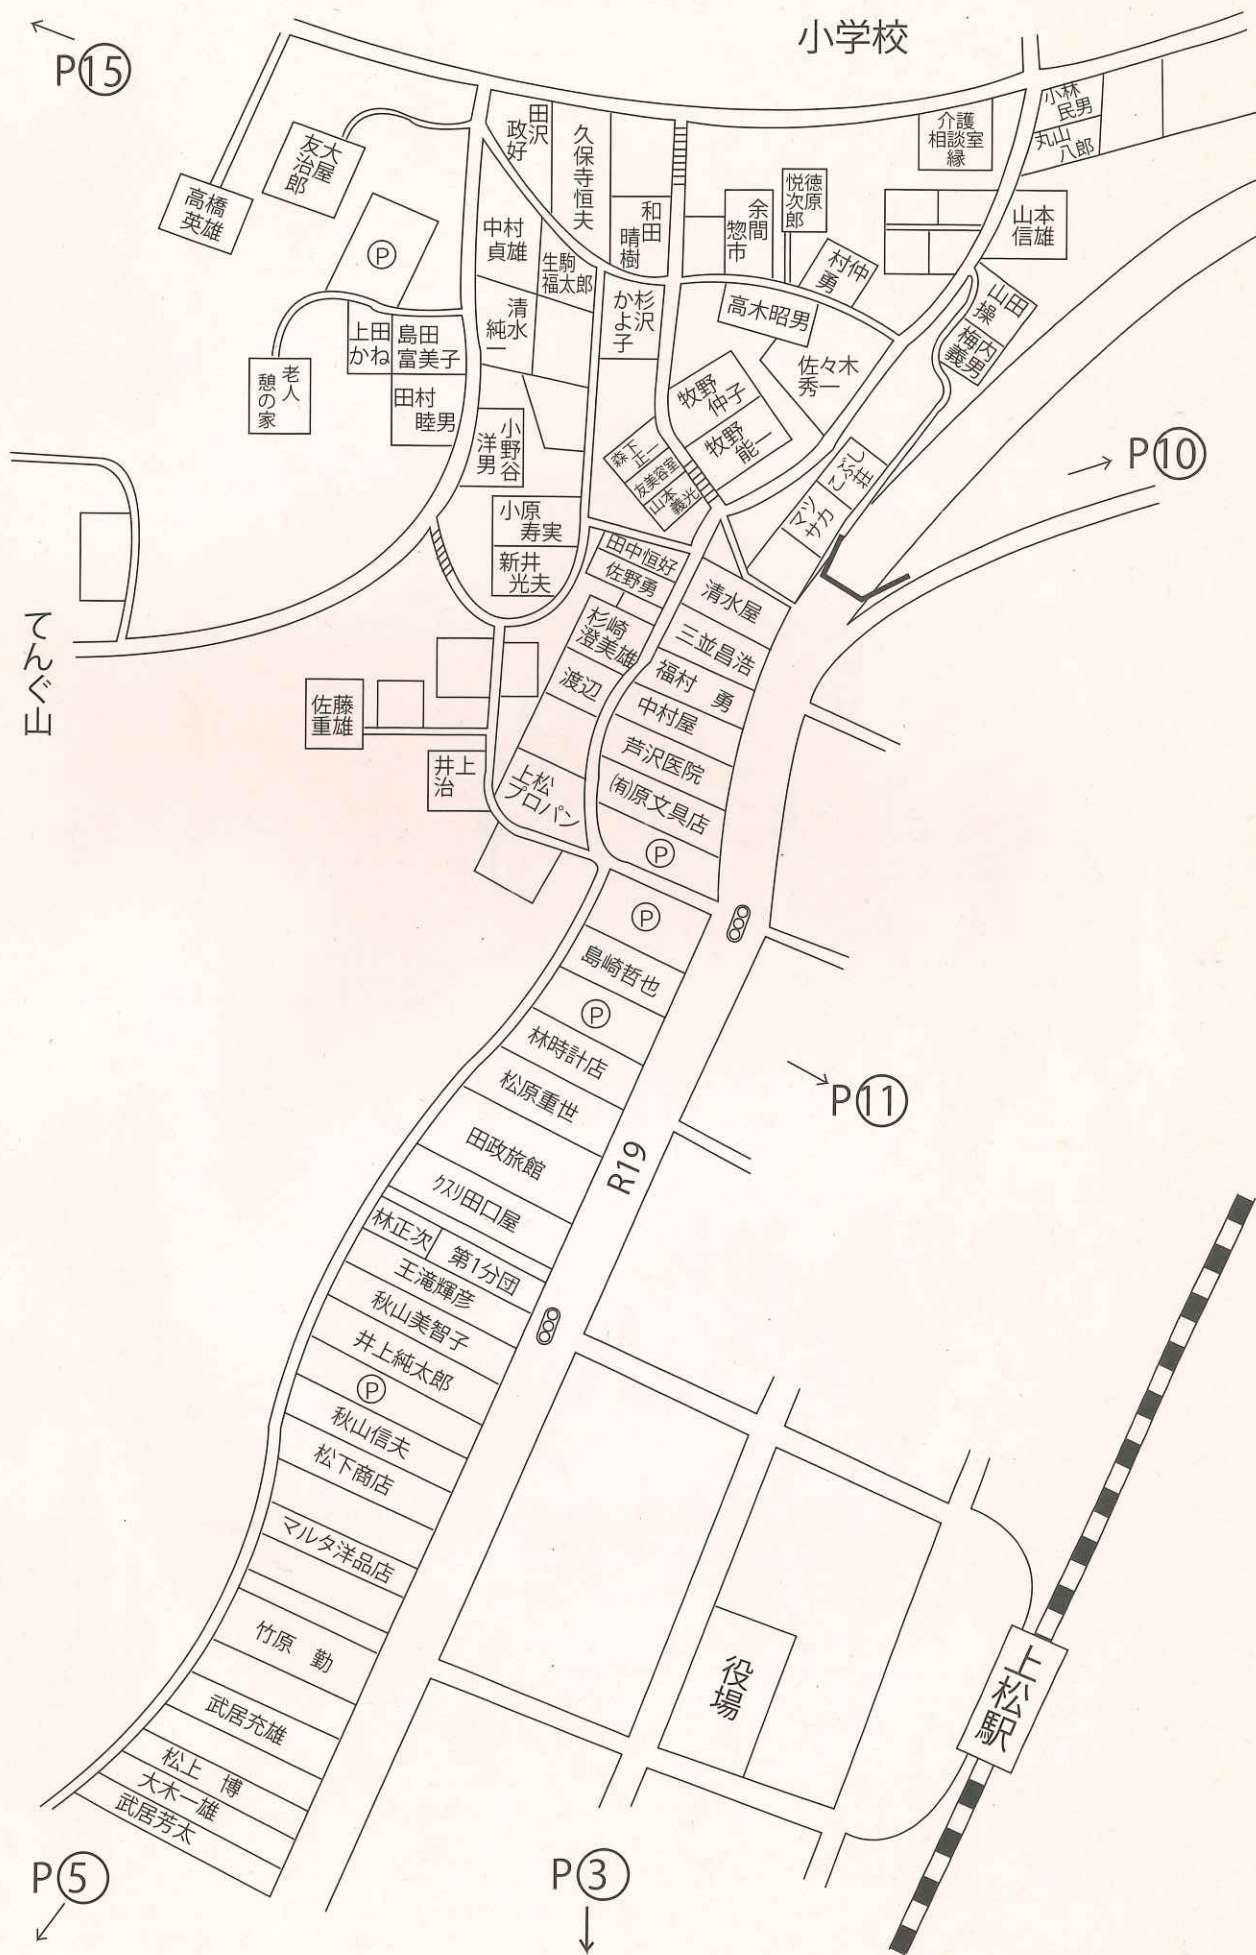 小学校
P⑮
小林
民男
丸山
八郎
介護
相談室
縁
田沢
政好
久保寺恒夫
大屋
友治郎
高橋
英雄
Ⓟ
和田
晴樹
余間
惣市
徳原
悦次郎
山本
信雄
中村
貞雄
生駒
福太郎
村仲
勇
山田
操
梅内
義男
清水
純一
杉沢
かよ子
高木昭男
佐々木
秀一
上田
かね
島田
富美子
老人
憩の家
田村
睦男
牧野
仲子
牧野
能一
小野谷
洋男
森下
正一
友美容室
山本
義光
こぶし
荘
マツ
サカ
P⑩
小原
寿実
新井
光夫
田中恒好
佐野勇
清水屋
てんぐ山
杉崎
澄美雄
三並昌浩
渡辺
福村 勇
佐藤
重雄
中村屋
井上
治
芦沢医院
上松
プロパン
㈲原文具店
Ⓟ
Ⓟ
島崎哲也
Ⓟ
林時計店
松原重世
P⑪
田政旅館
R19
クスリ田口屋
林正次
第1分団
王滝輝彦
秋山美智子
井上純太郎
Ⓟ
秋山信夫
松下商店
マルタ洋品店
竹原 勤
役場
上松駅
武居充雄
松上 博
大木一雄
武居芳太
P⑤
P③